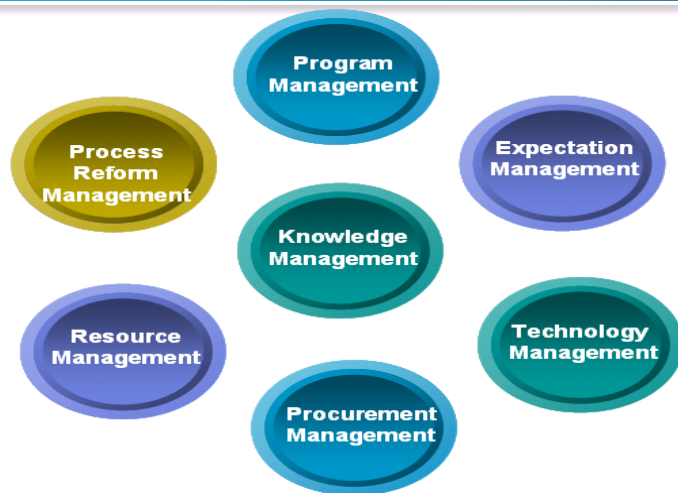 Program
Management
Process
Reform
Management
Expectation
Management
Knowledge
Management
Resource
Management
Technology
Management
Procurement
Management